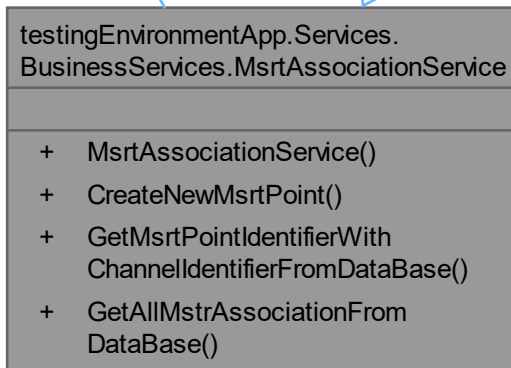 testingEnvironmentApp.Services.
BusinessServices.MsrtAssociationService
+ MsrtAssociationService()
+ CreateNewMsrtPoint()
+ GetMsrtPointIdentifierWith
ChannelIdentifierFromDataBase()
+ GetAllMstrAssociationFrom
DataBase()